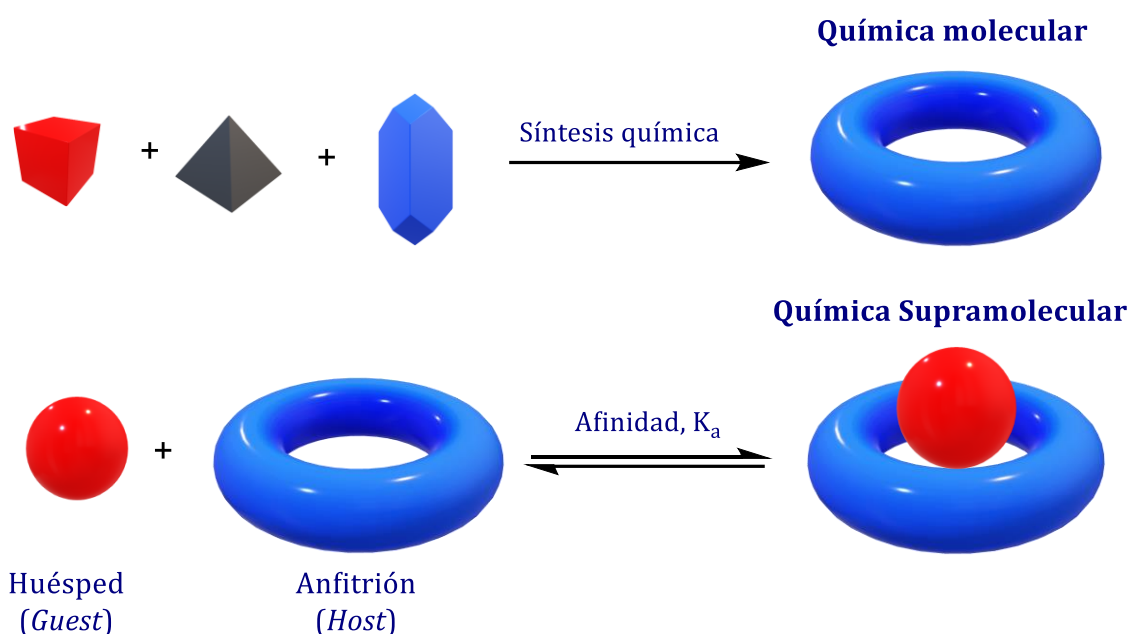 Química molecular
+
+
Síntesis química
Química Supramolecular
+
Afinidad, Kₐ
Huésped
(Guest)
Anfitrión
(Host)